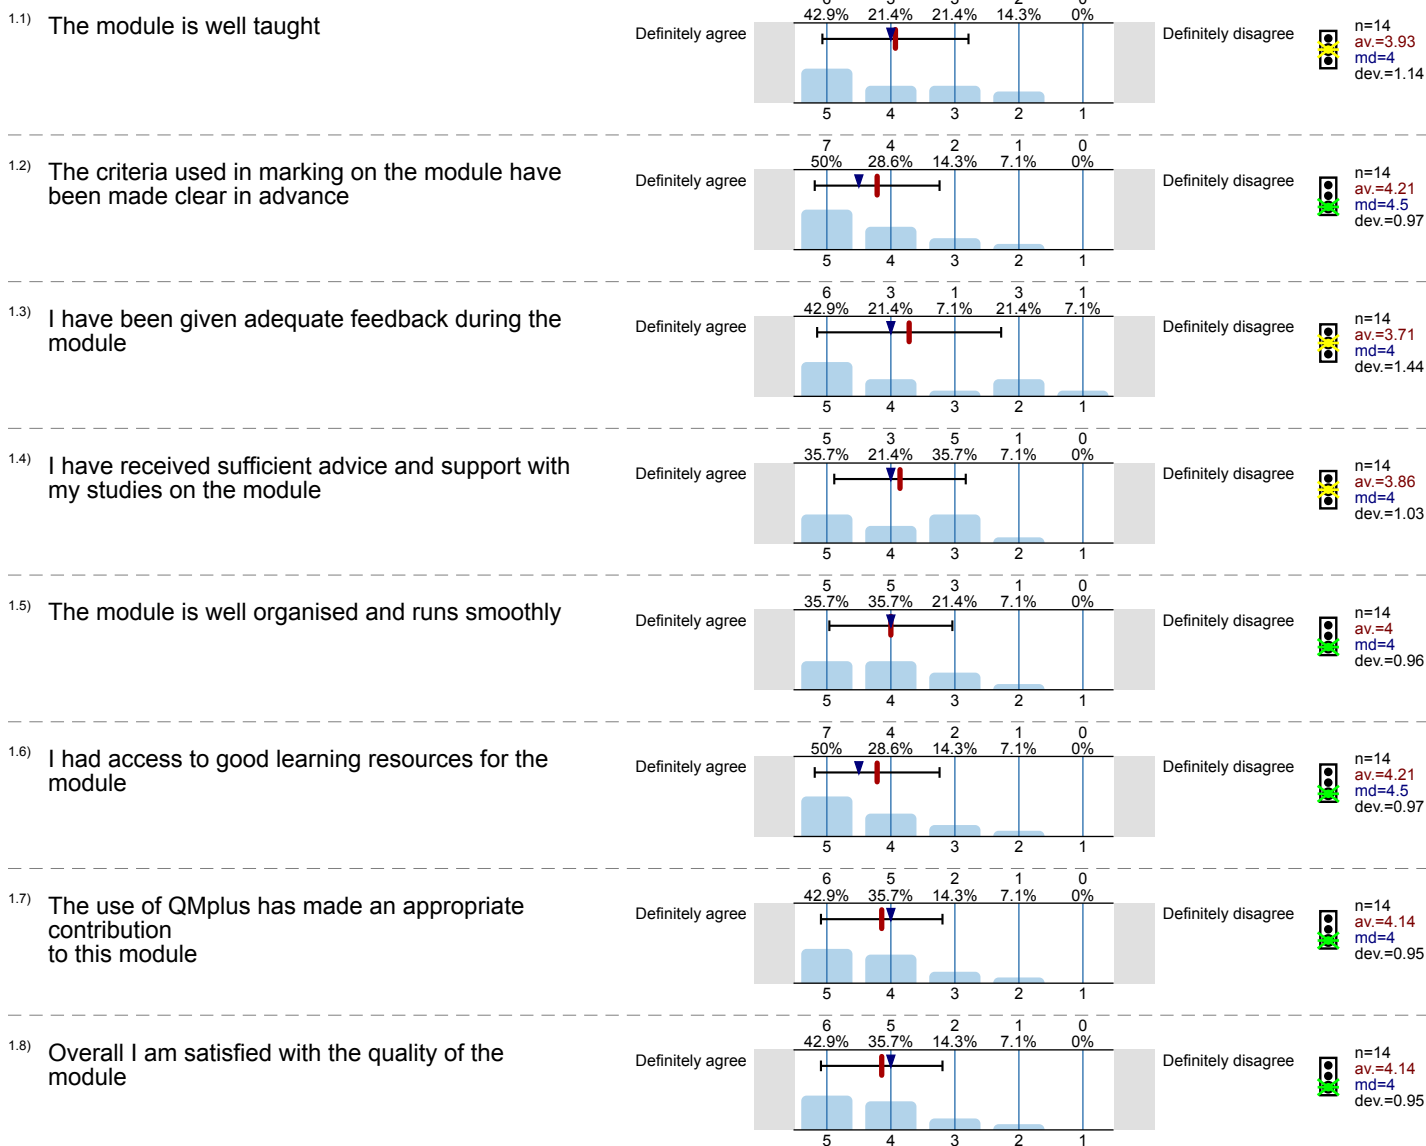 6 3 3 2 0
42.9% 21.4% 21.4% 14.3% 0%
1.1) The module is well taught
Definitely agree
Definitely disagree
n=14
av.=3.93
md=4
dev.=1.14
5 4 3 2 1
7 4 2 1 0
50% 28.6% 14.3% 7.1% 0%
1.2) The criteria used in marking on the module have
been made clear in advance
Definitely agree
Definitely disagree
n=14
av.=4.21
md=4.5
dev.=0.97
5 4 3 2 1
6 3 1 3 1
42.9% 21.4% 7.1% 21.4% 7.1%
1.3) I have been given adequate feedback during the
module
Definitely agree
Definitely disagree
n=14
av.=3.71
md=4
dev.=1.44
5 4 3 2 1
5 3 5 1 0
35.7% 21.4% 35.7% 7.1% 0%
1.4) I have received sufficient advice and support with
my studies on the module
Definitely agree
Definitely disagree
n=14
av.=3.86
md=4
dev.=1.03
5 4 3 2 1
5 5 3 1 0
35.7% 35.7% 21.4% 7.1% 0%
1.5) The module is well organised and runs smoothly
Definitely agree
Definitely disagree
n=14
av.=4
md=4
dev.=0.96
5 4 3 2 1
7 4 2 1 0
50% 28.6% 14.3% 7.1% 0%
1.6) I had access to good learning resources for the
module
Definitely agree
Definitely disagree
n=14
av.=4.21
md=4.5
dev.=0.97
5 4 3 2 1
6 5 2 1 0
42.9% 35.7% 14.3% 7.1% 0%
1.7) The use of QMplus has made an appropriate
contribution
to this module
Definitely agree
Definitely disagree
n=14
av.=4.14
md=4
dev.=0.95
5 4 3 2 1
6 5 2 1 0
42.9% 35.7% 14.3% 7.1% 0%
1.8) Overall I am satisfied with the quality of the
module
Definitely agree
Definitely disagree
n=14
av.=4.14
md=4
dev.=0.95
5 4 3 2 1